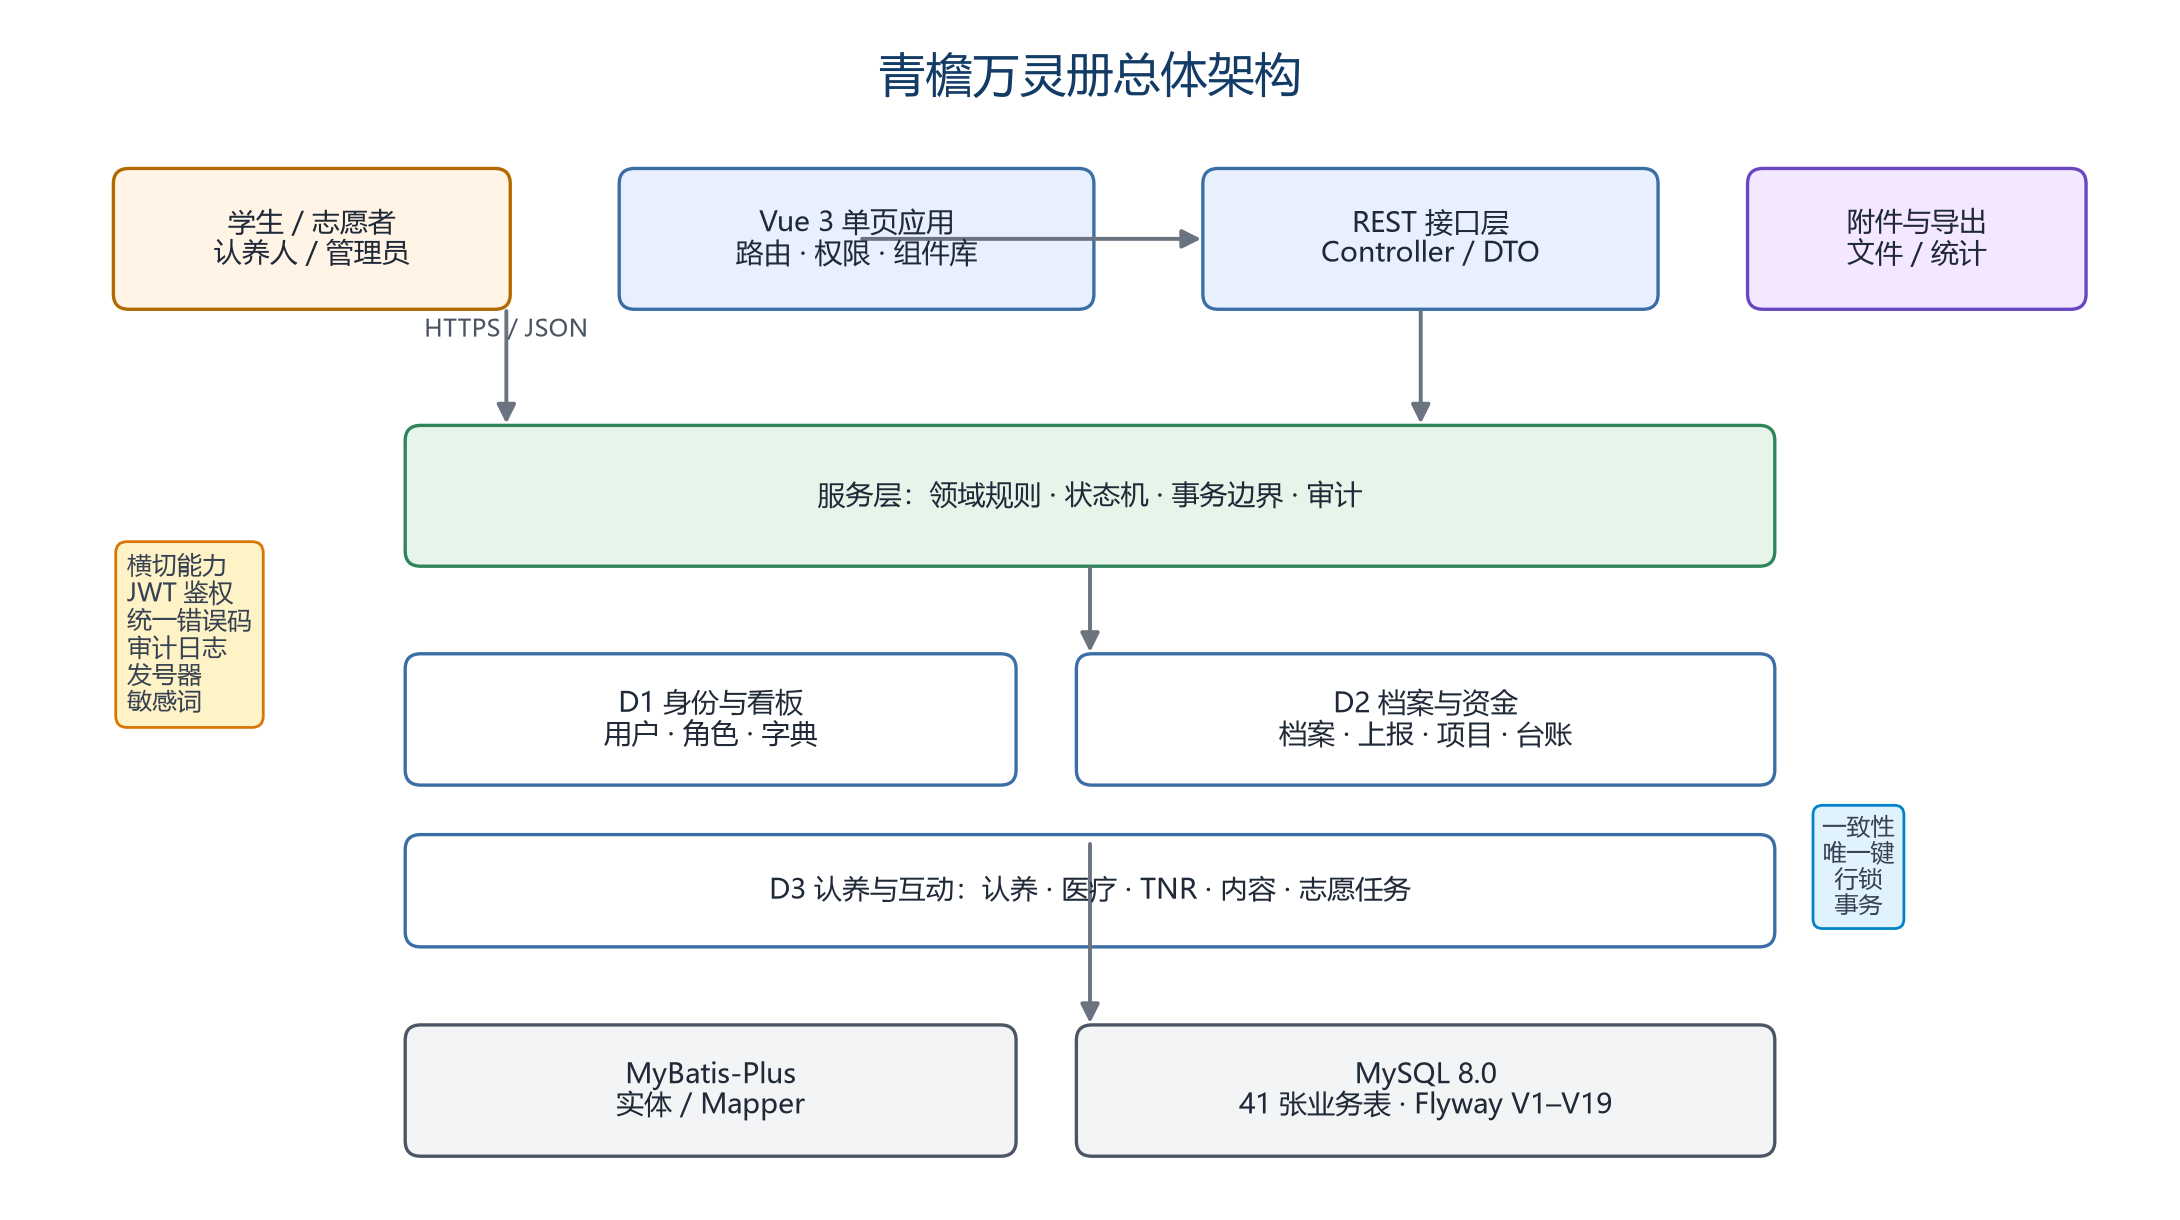 青檐万灵册总体架构
学生 / 志愿者
认养人 / 管理员
Vue 3 单页应用
路由 · 权限 · 组件库
REST 接口层
Controller / DTO
附件与导出
文件 / 统计
HTTPS / JSON
服务层：领域规则 · 状态机 · 事务边界 · 审计
横切能力
JWT 鉴权
统一错误码
审计日志
发号器
敏感词
D1 身份与看板
用户 · 角色 · 字典
D2 档案与资金
档案 · 上报 · 项目 · 台账
D3 认养与互动：认养 · 医疗 · TNR · 内容 · 志愿任务
一致性
唯一键
行锁
事务
MyBatis-Plus
实体 / Mapper
MySQL 8.0
41 张业务表 · Flyway V1–V19